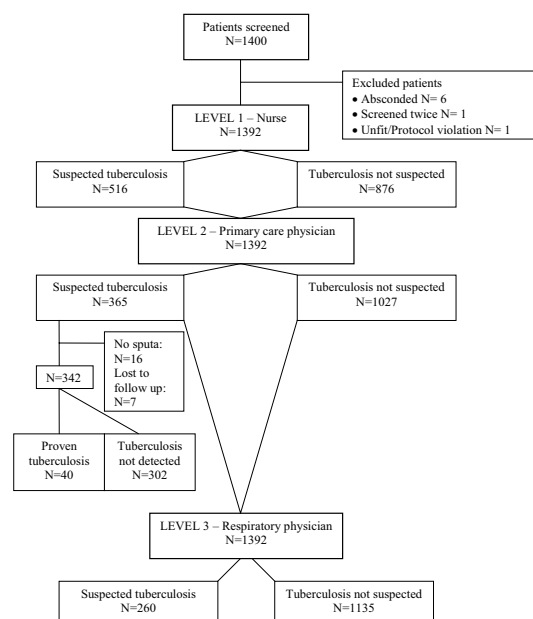 Patients screened
N=1400
Excluded patients
• Absconded N= 6
• Screened twice N= 1
• Unfit/Protocol violation N= 1
LEVEL 1 – Nurse
N=1392
Suspected tuberculosis
N=516
Tuberculosis not suspected
N=876
LEVEL 2 – Primary care physician
N=1392
Suspected tuberculosis
N=365
Tuberculosis not suspected
N=1027
No sputa:
N=16
Lost to
follow up:
N=7
N=342
Proven
tuberculosis
N=40
Tuberculosis
not detected
N=302
LEVEL 3 – Respiratory physician
N=1392
Suspected tuberculosis
N=260
Tuberculosis not suspected
N=1135